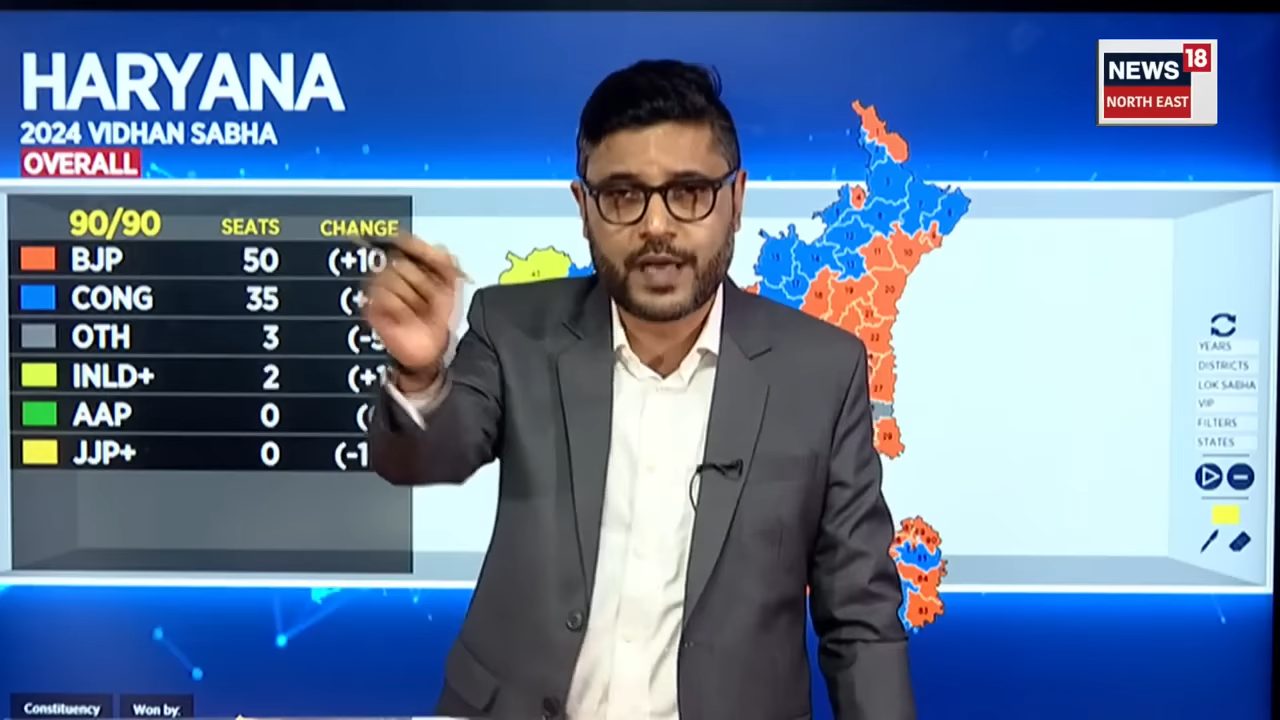 HARYANA
2024 VIDHAN SABHA
OVERALL
90/90 SEATS CHANGE
BJP 50 (+10
CONG 35
OTH 3
INLD+ 2
AAP 0
JJP+ 0
NEWS 18
NORTH EAST
YEARS
DISTRICTS
LOK SABHA
VIP
FILTERS
STATES
Constituency Won by: